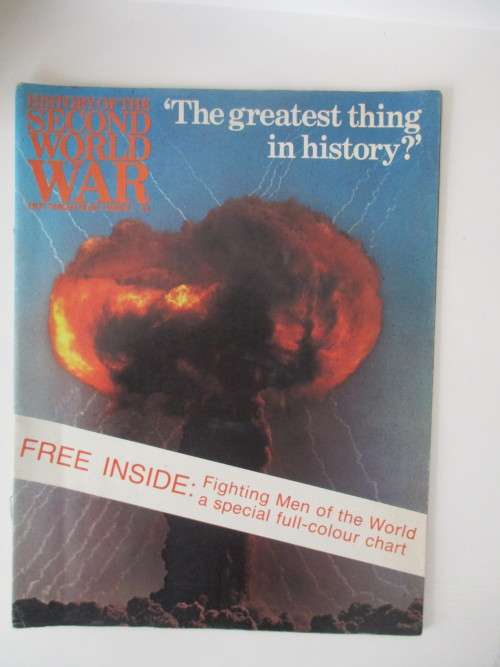 HISTORY OF THE
SECOND
WORLD
WAR
'The greatest thing
in history?'
FREE INSIDE:
Fighting Men of the World
a special full-colour chart